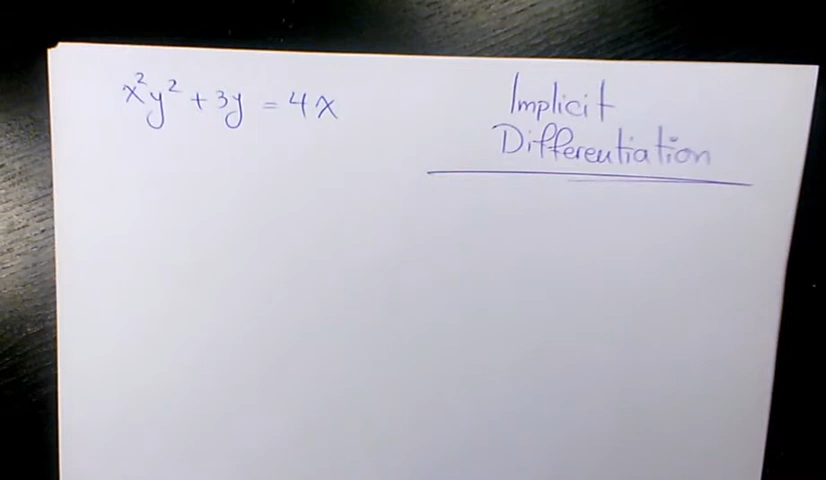 x²y² + 3y = 4x
Implicit
Differentiation